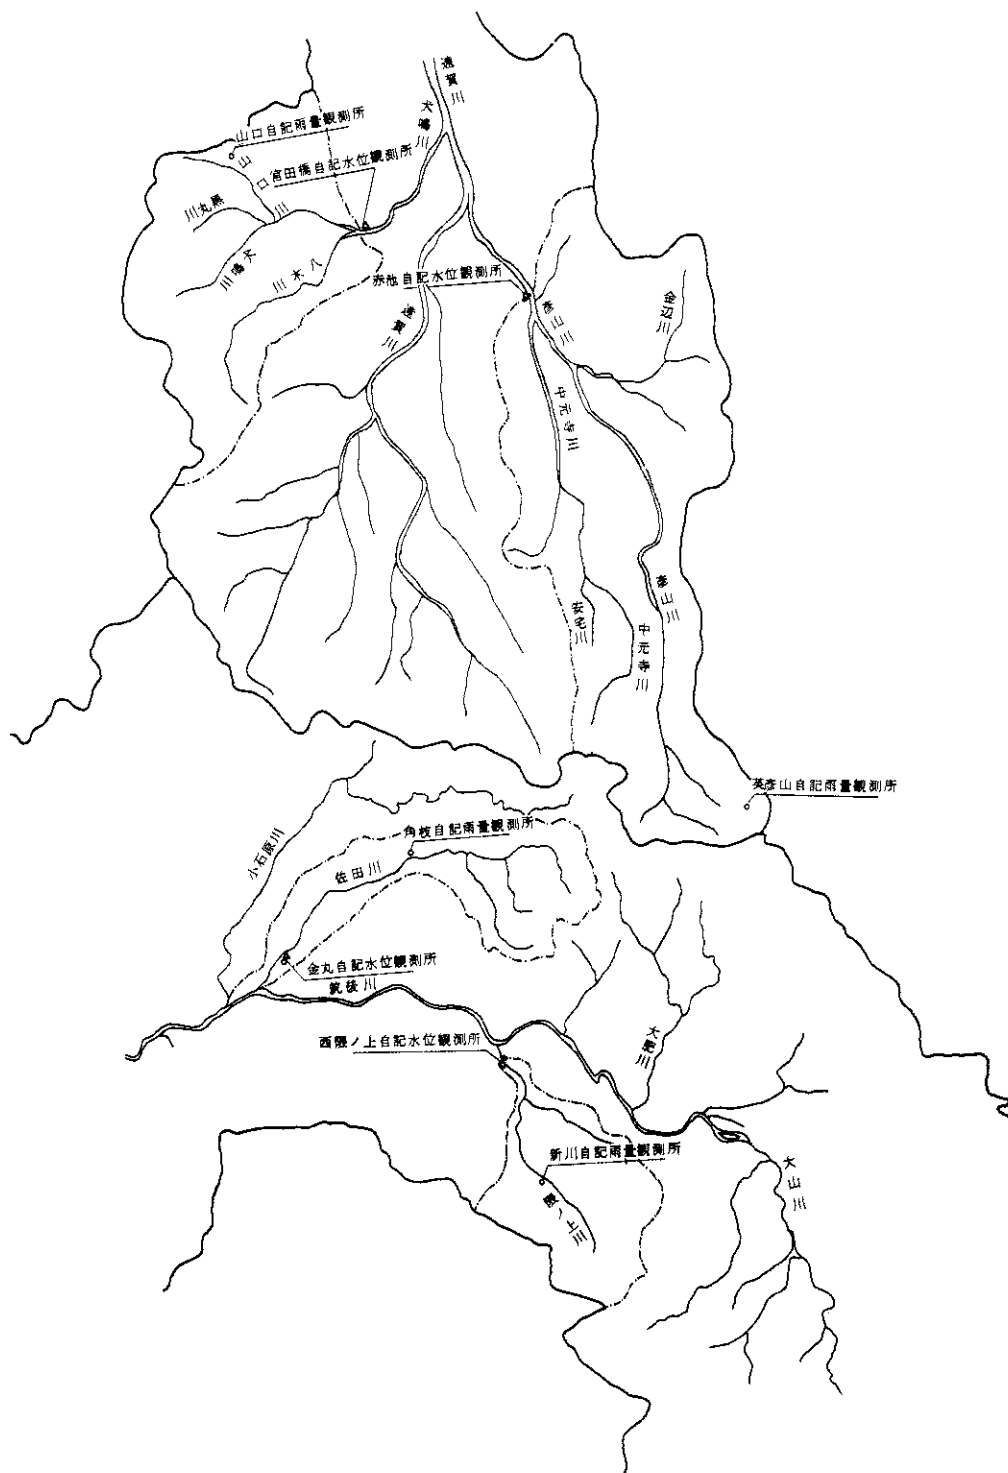 遠賀川
犬鳴川
山口自記雨量観測所
山口川
宮田橋自記水位観測所
川丸黒
川鳴犬
川木八
赤池自記水位観測所
遠賀川
彦山川
金辺川
中元寺川
彦山川
安宅川
中元寺川
英彦山自記雨量観測所
小石原川
角枝自記雨量観測所
佐田川
金丸自記水位観測所
筑後川
西隈ノ上自記水位観測所
大肥川
新川自記雨量観測所
隈ノ上川
大山川